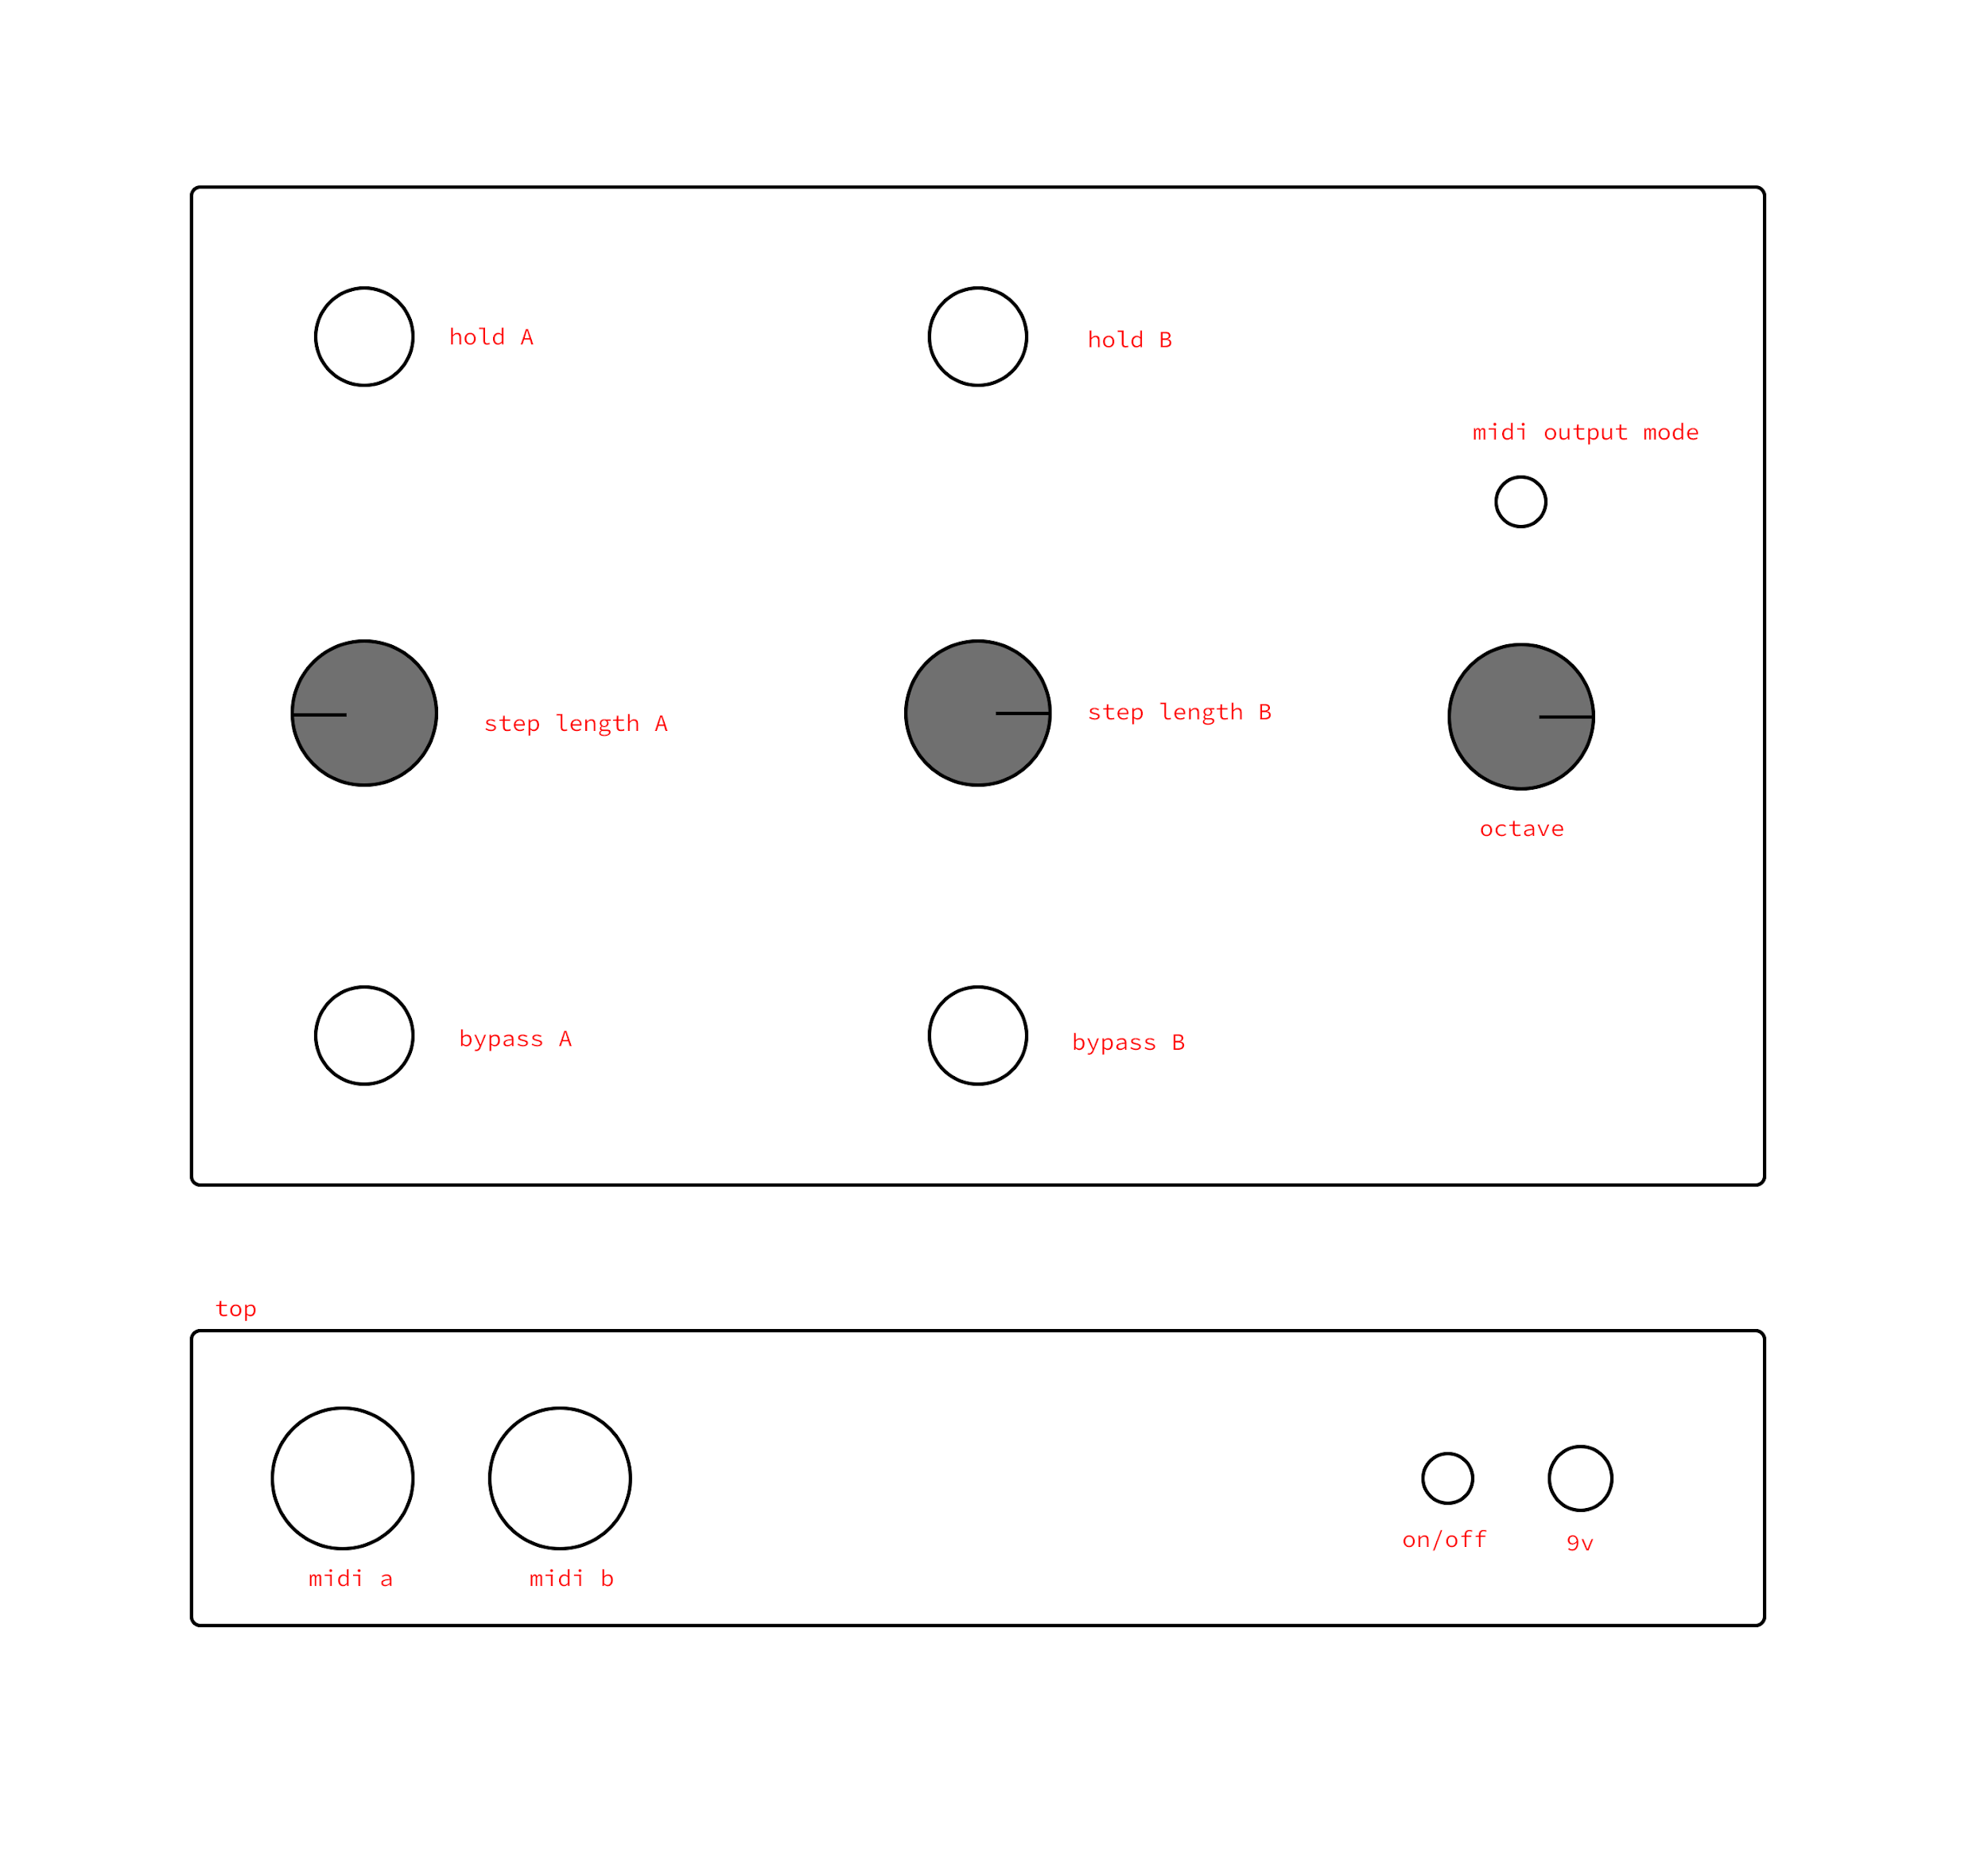 hold A
hold B
midi output mode
step length A
step length B
octave
bypass A
bypass B
top
midi a
midi b
on/off
9v